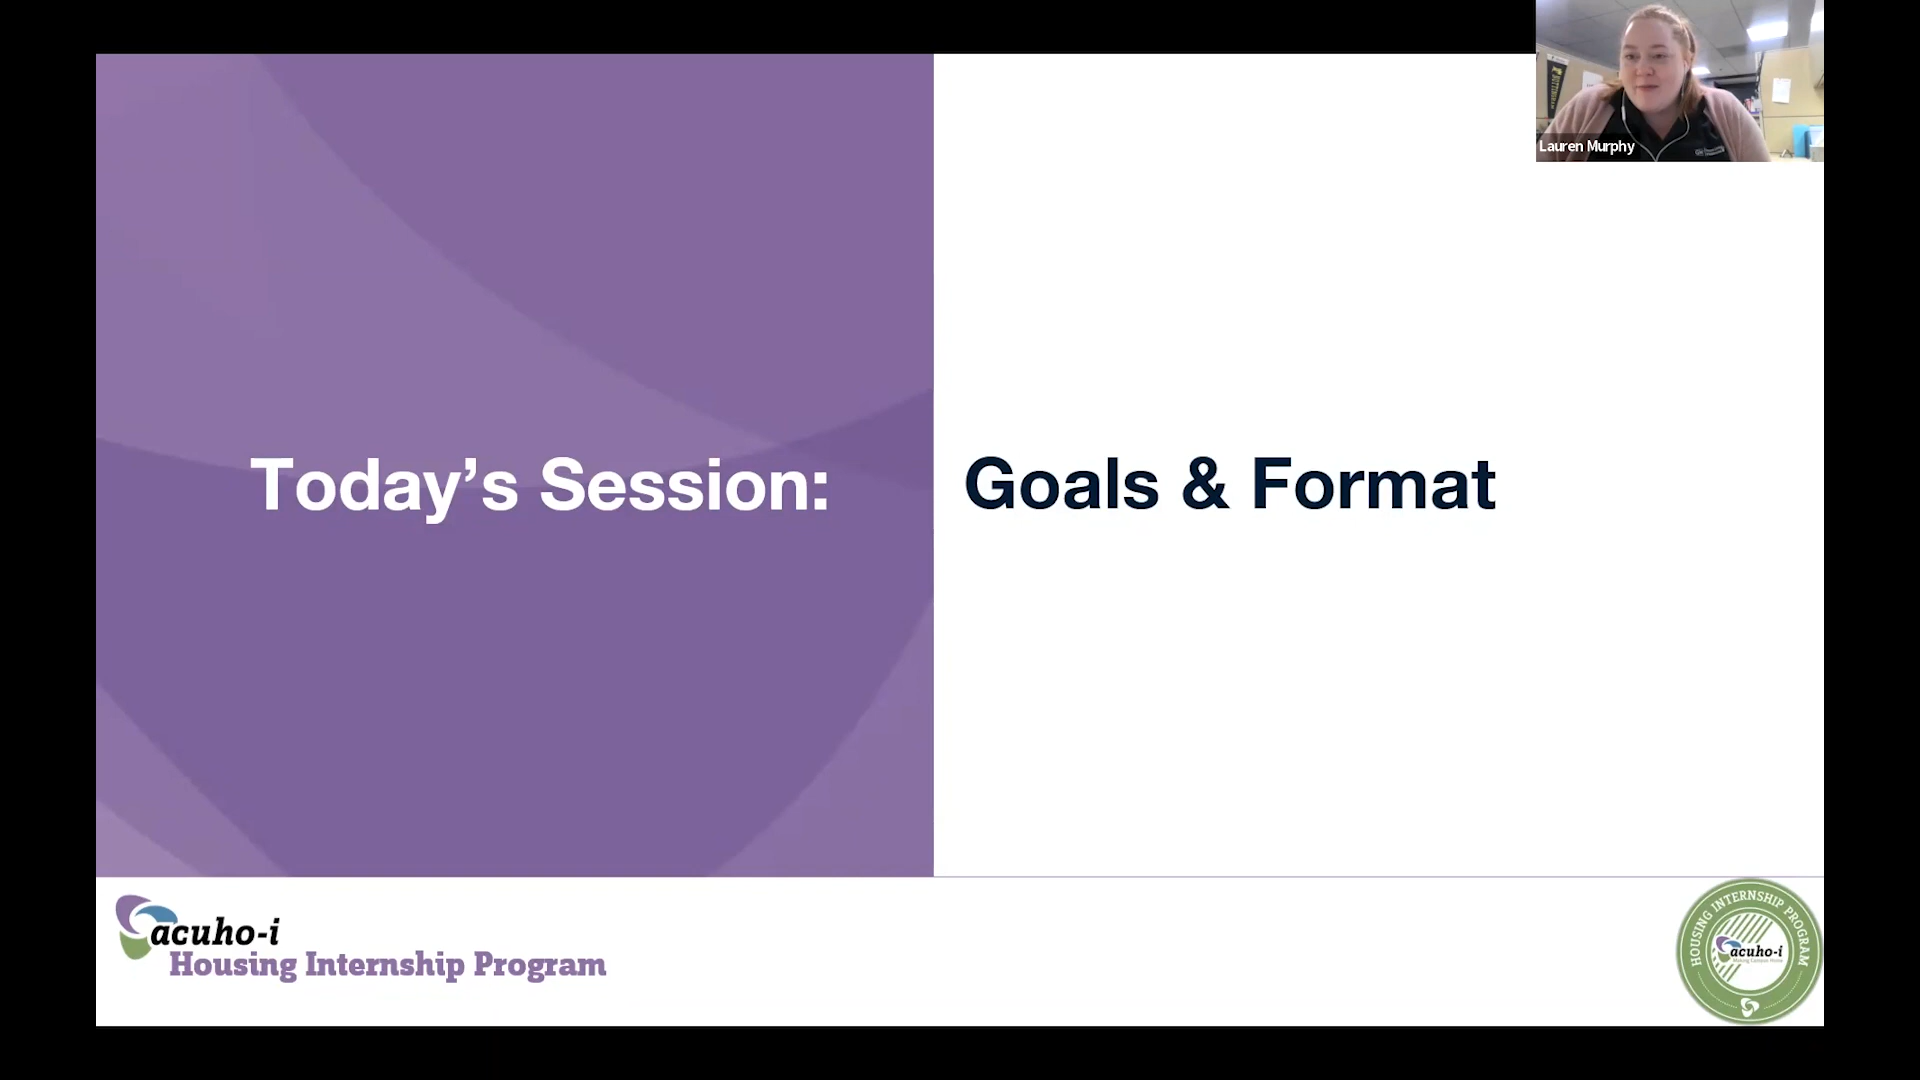 Lauren Murphy
Today's Session:
Goals & Format
acuho-i
Housing Internship Program
HOUSING INTERNSHIP PROGRAM
acuho-i